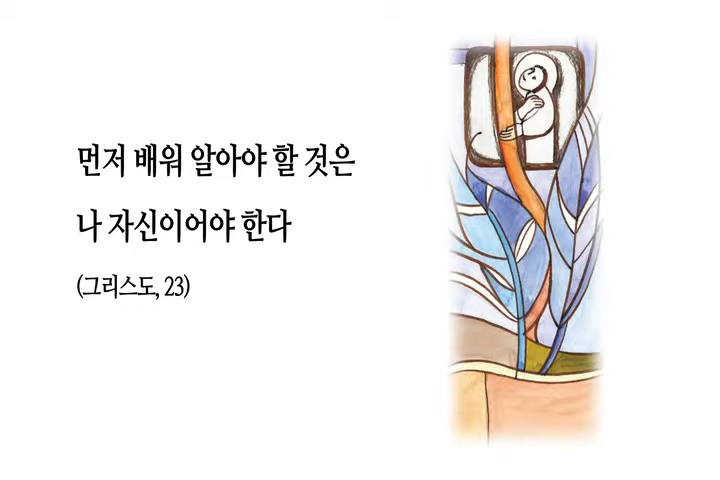 먼저 배워 알아야 할 것은
나 자신이어야 한다
(그리스도, 23)